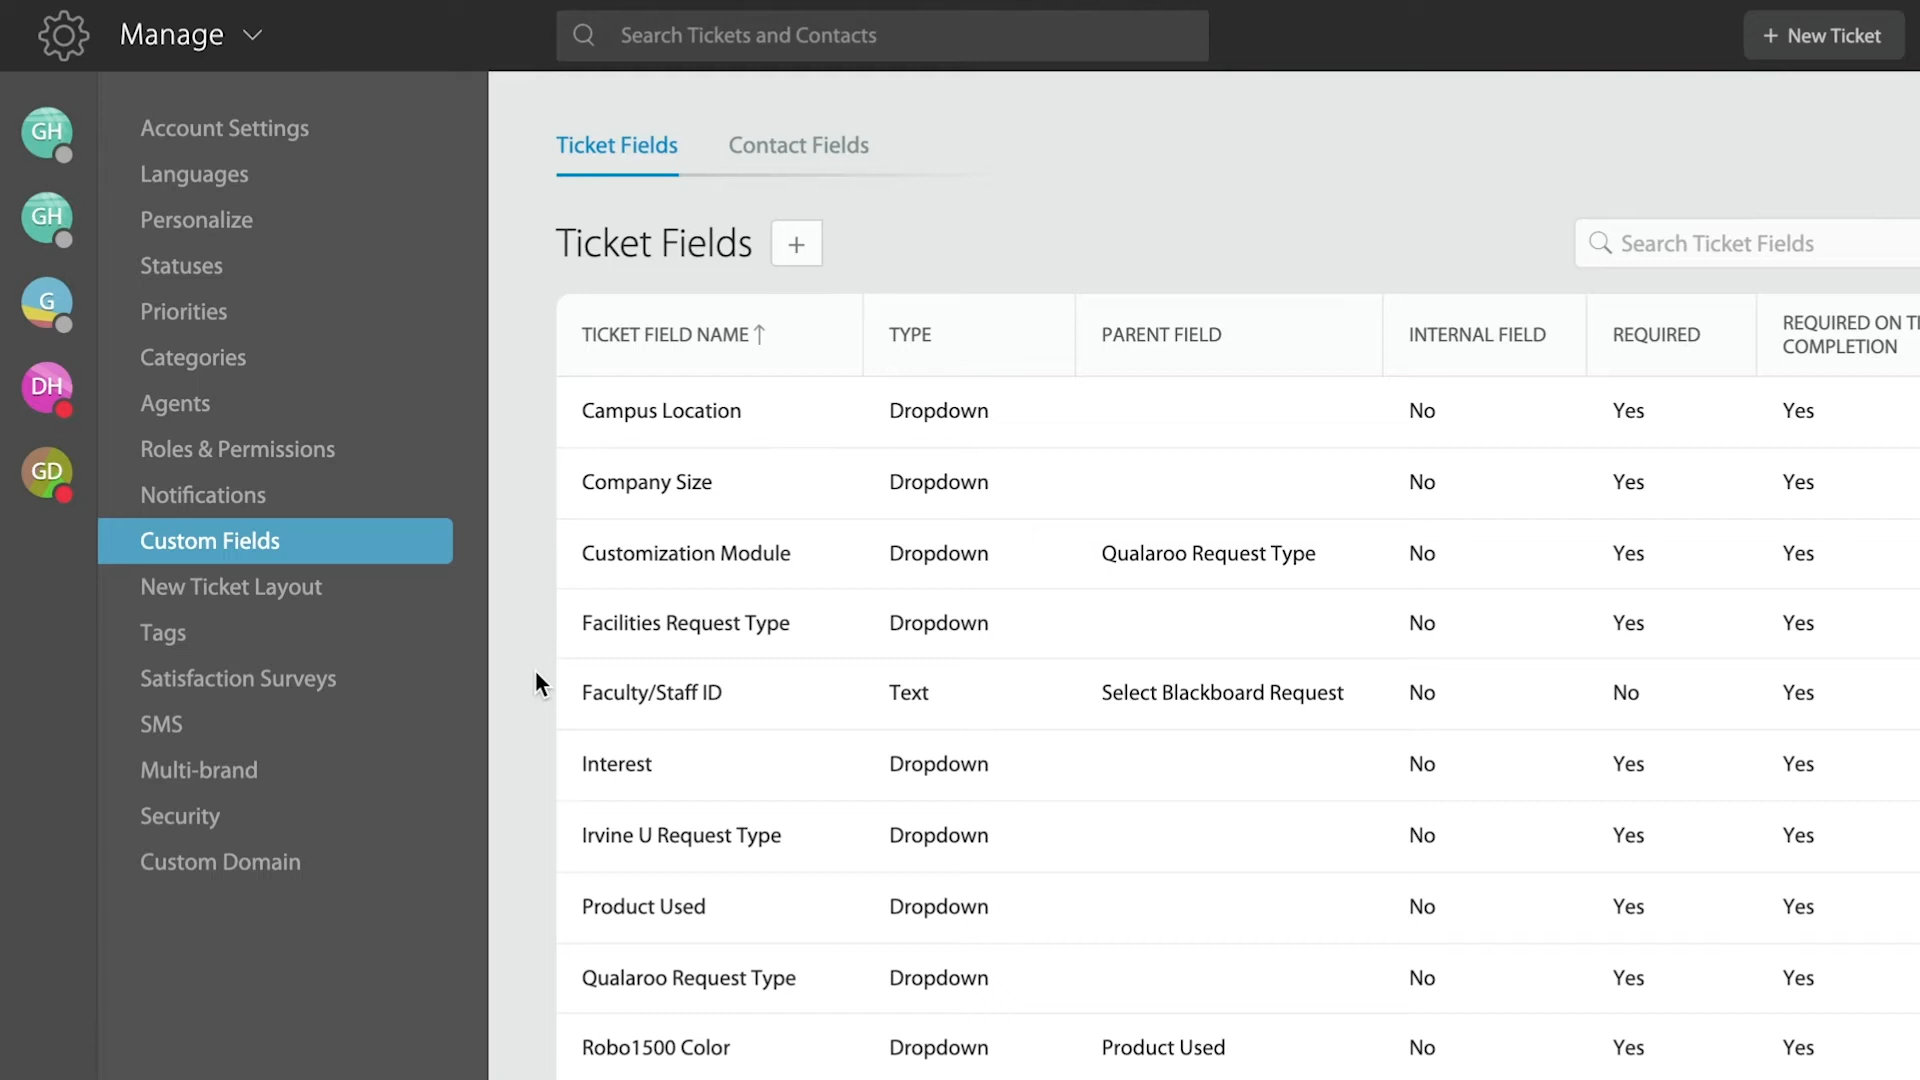 Manage
Search Tickets and Contacts
+ New Ticket
GH
GH
G
DH
GD
Account Settings
Languages
Personalize
Statuses
Priorities
Categories
Agents
Roles & Permissions
Notifications
Custom Fields
New Ticket Layout
Tags
Satisfaction Surveys
SMS
Multi-brand
Security
Custom Domain
Ticket Fields Contact Fields
Ticket Fields +
Search Ticket Fields
TICKET FIELD NAME↑ TYPE PARENT FIELD INTERNAL FIELD REQUIRED REQUIRED ON TI
COMPLETION
Campus Location Dropdown No Yes Yes
Company Size Dropdown No Yes Yes
Customization Module Dropdown Qualaroo Request Type No Yes Yes
Facilities Request Type Dropdown No Yes Yes
Faculty/Staff ID Text Select Blackboard Request No No Yes
Interest Dropdown No Yes Yes
Irvine U Request Type Dropdown No Yes Yes
Product Used Dropdown No Yes Yes
Qualaroo Request Type Dropdown No Yes Yes
Robo1500 Color Dropdown Product Used No Yes Yes